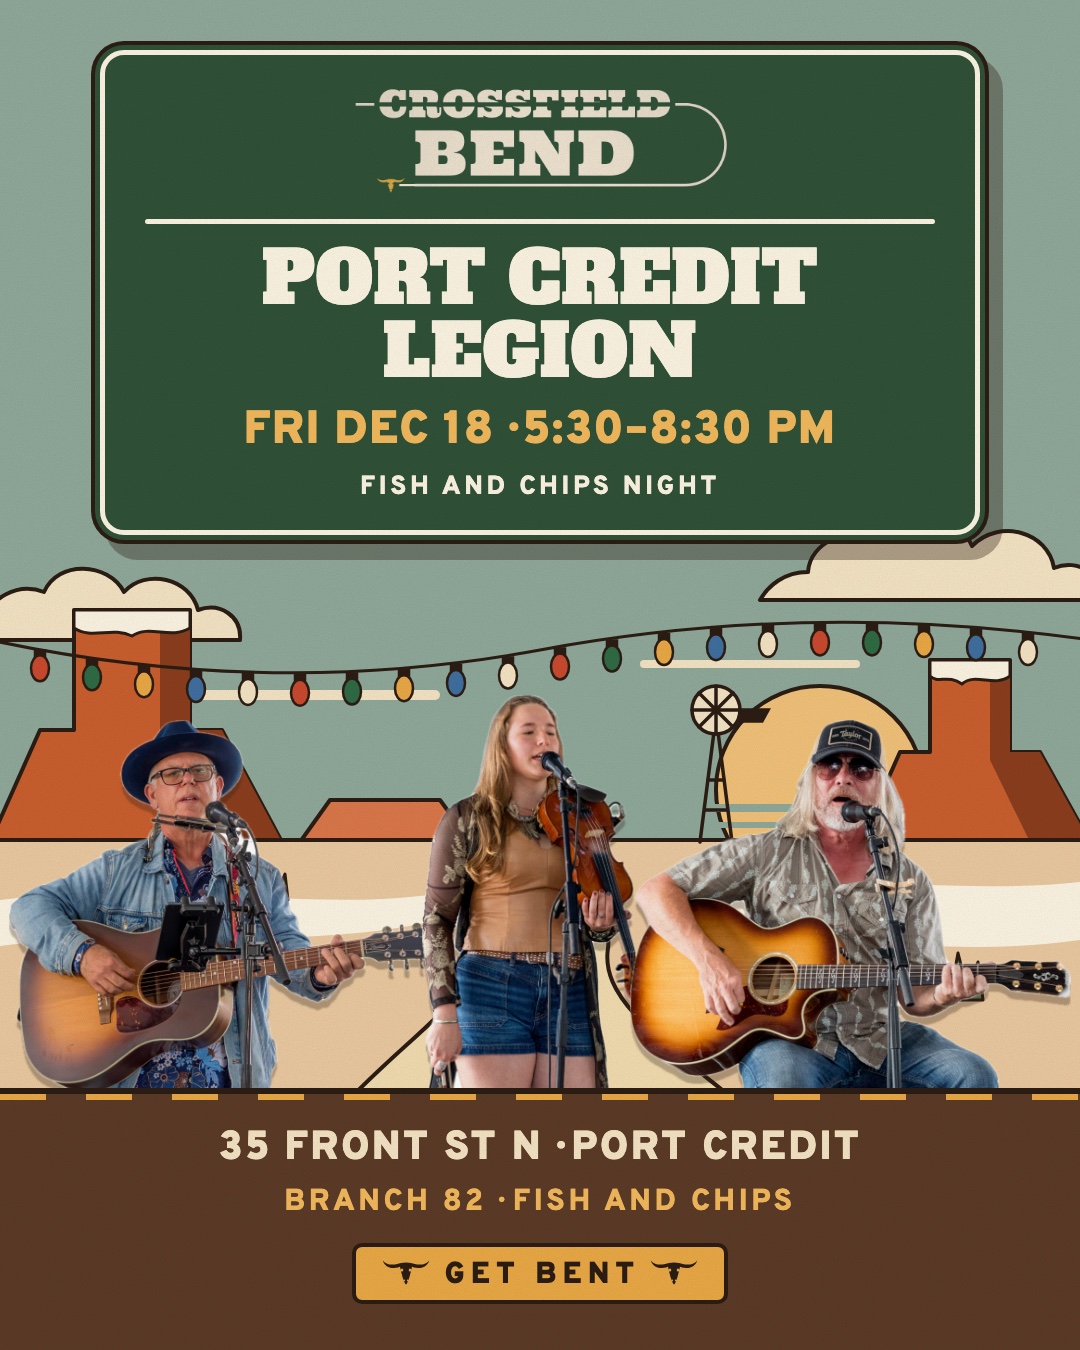 CROSSFIELD
BEND
PORT CREDIT
LEGION
FRI DEC 18 ·5:30–8:30 PM
FISH AND CHIPS NIGHT
Taylor
35 FRONT ST N ·PORT CREDIT
BRANCH 82 ·FISH AND CHIPS
GET BENT